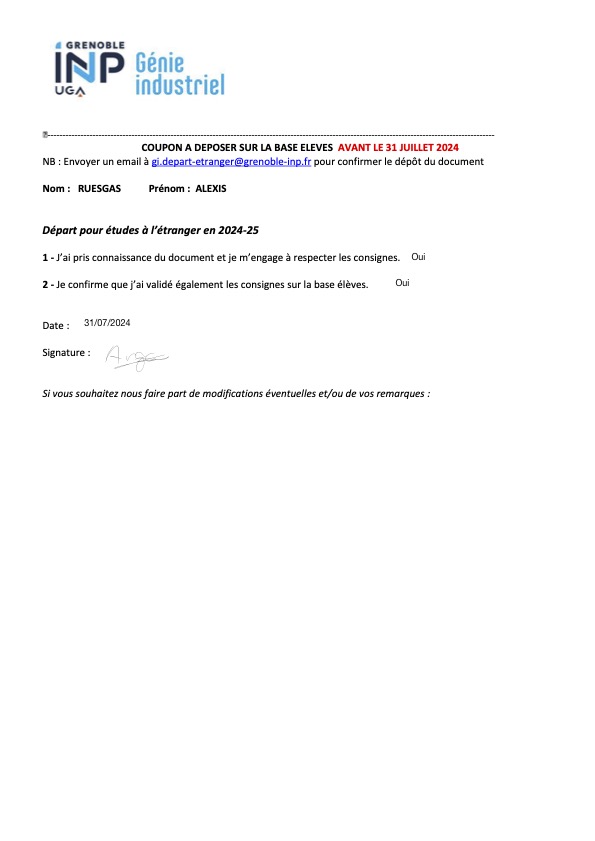 GRENOBLE
INP
UGA
Génie
industriel
COUPON A DEPOSER SUR LA BASE ELEVES AVANT LE 31 JUILLET 2024
NB : Envoyer un email à gi.depart-etranger@grenoble-inp.fr pour confirmer le dépôt du document
Nom : RUESGAS Prénom : ALEXIS
Départ pour études à l’étranger en 2024-25
1 - J’ai pris connaissance du document et je m’engage à respecter les consignes. Oui
2 - Je confirme que j’ai validé également les consignes sur la base élèves. Oui
Date : 31/07/2024
Signature :
Si vous souhaitez nous faire part de modifications éventuelles et/ou de vos remarques :